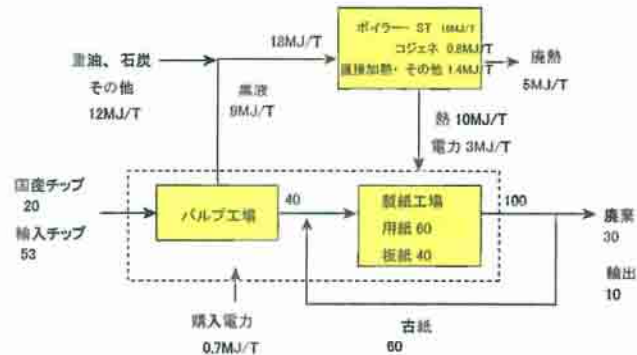 ボイラー・ST 18MJ/T
コジェネ 0.8MJ/T
直接加熱・その他 1.4MJ/T
18MJ/T
重油、石炭
その他
12MJ/T
黒液
9MJ/T
廃熱
5MJ/T
熱 10MJ/T
電力 3MJ/T
国産チップ
20
輸入チップ
53
パルプ工場
40
製紙工場
用紙 60
板紙 40
100
廃棄
30
輸出
10
購入電力
0.7MJ/T
古紙
60